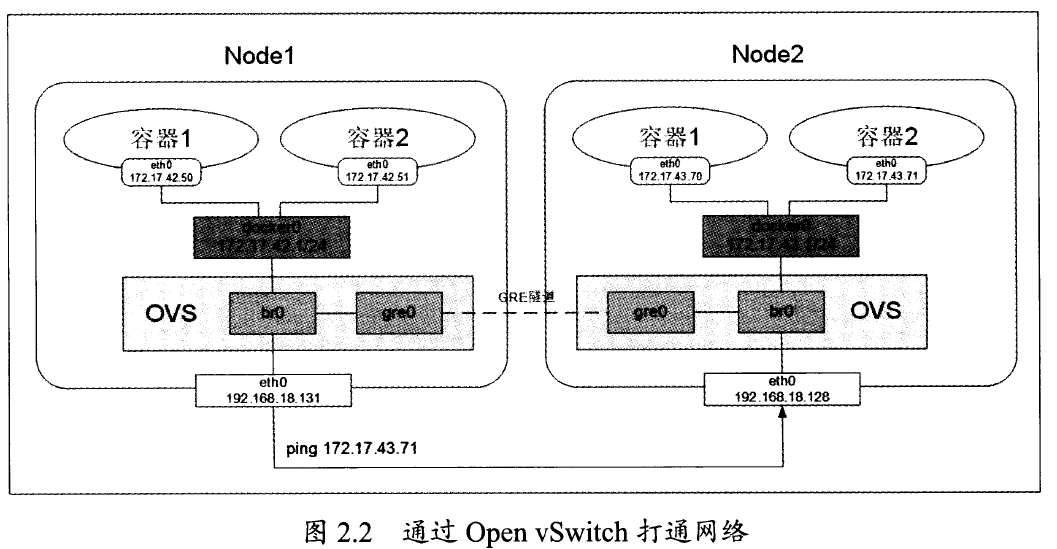 Node1
Node2
容器1
容器2
容器1
容器2
eth0
172.17.42.50
eth0
172.17.42.51
eth0
172.17.43.70
eth0
172.17.43.71
docker0
172.17.42.1/24
docker0
172.17.42.1/24
OVS
br0
gre0
GRE隧道
gre0
br0
OVS
eth0
192.168.18.131
eth0
192.168.18.128
ping 172.17.43.71
图 2.2 通过 Open vSwitch 打通网络